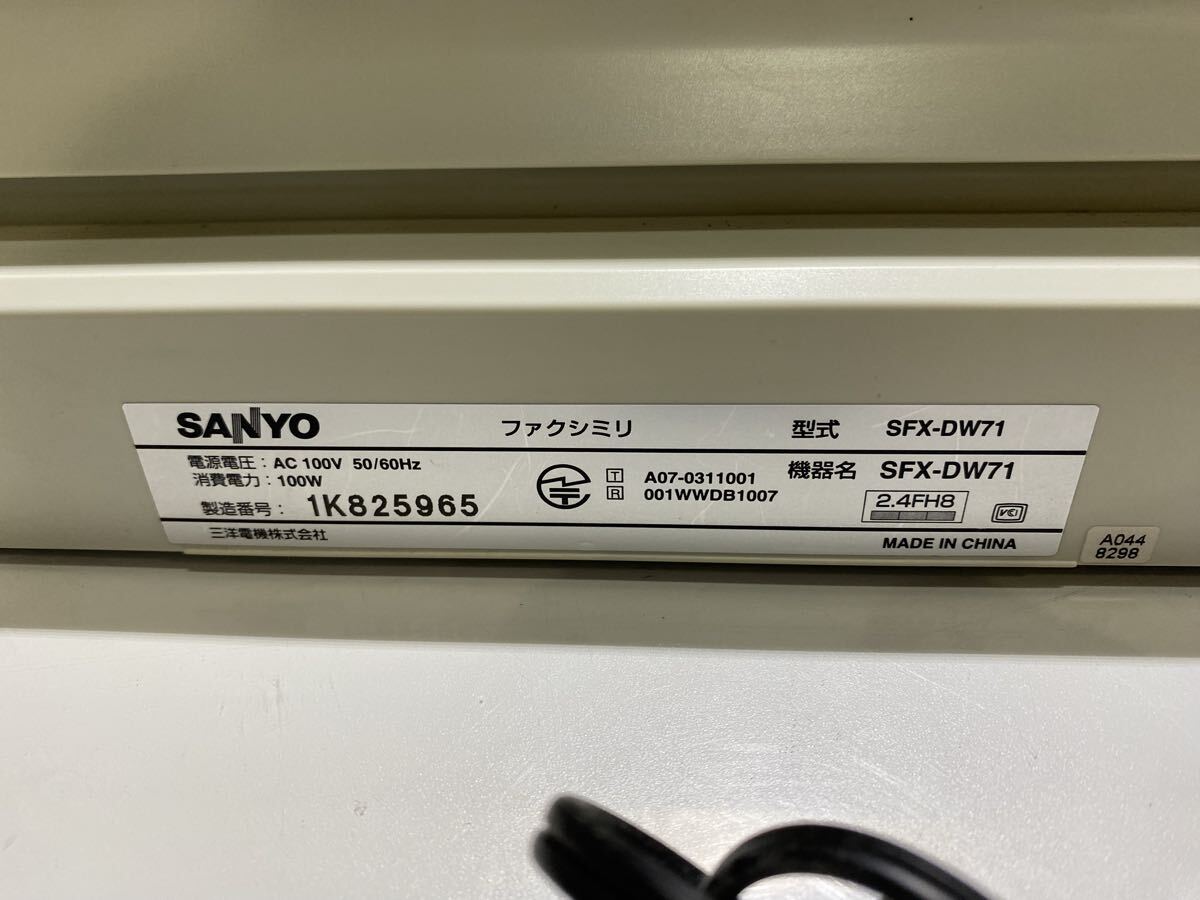 SANYO ファクシミリ 型式 SFX-DW71
電源電圧：AC 100V 50/60Hz
消費電力：100W
製造番号： 1K825965
三洋電機株式会社
T A07-0311001
R 001WWDB1007
機器名 SFX-DW71
2.4FH8
VCI
MADE IN CHINA
A044
8298